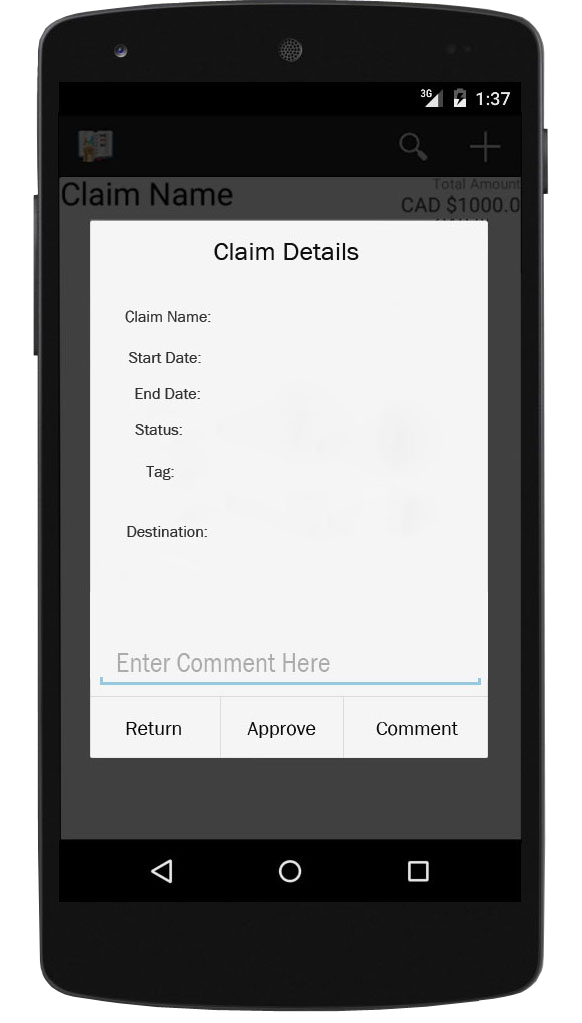 3G 1:37
Claim Name
Total Amount
CAD $1000.0
Claim Details
Claim Name:
Start Date:
End Date:
Status:
Tag:
Destination:
Enter Comment Here
Return Approve Comment